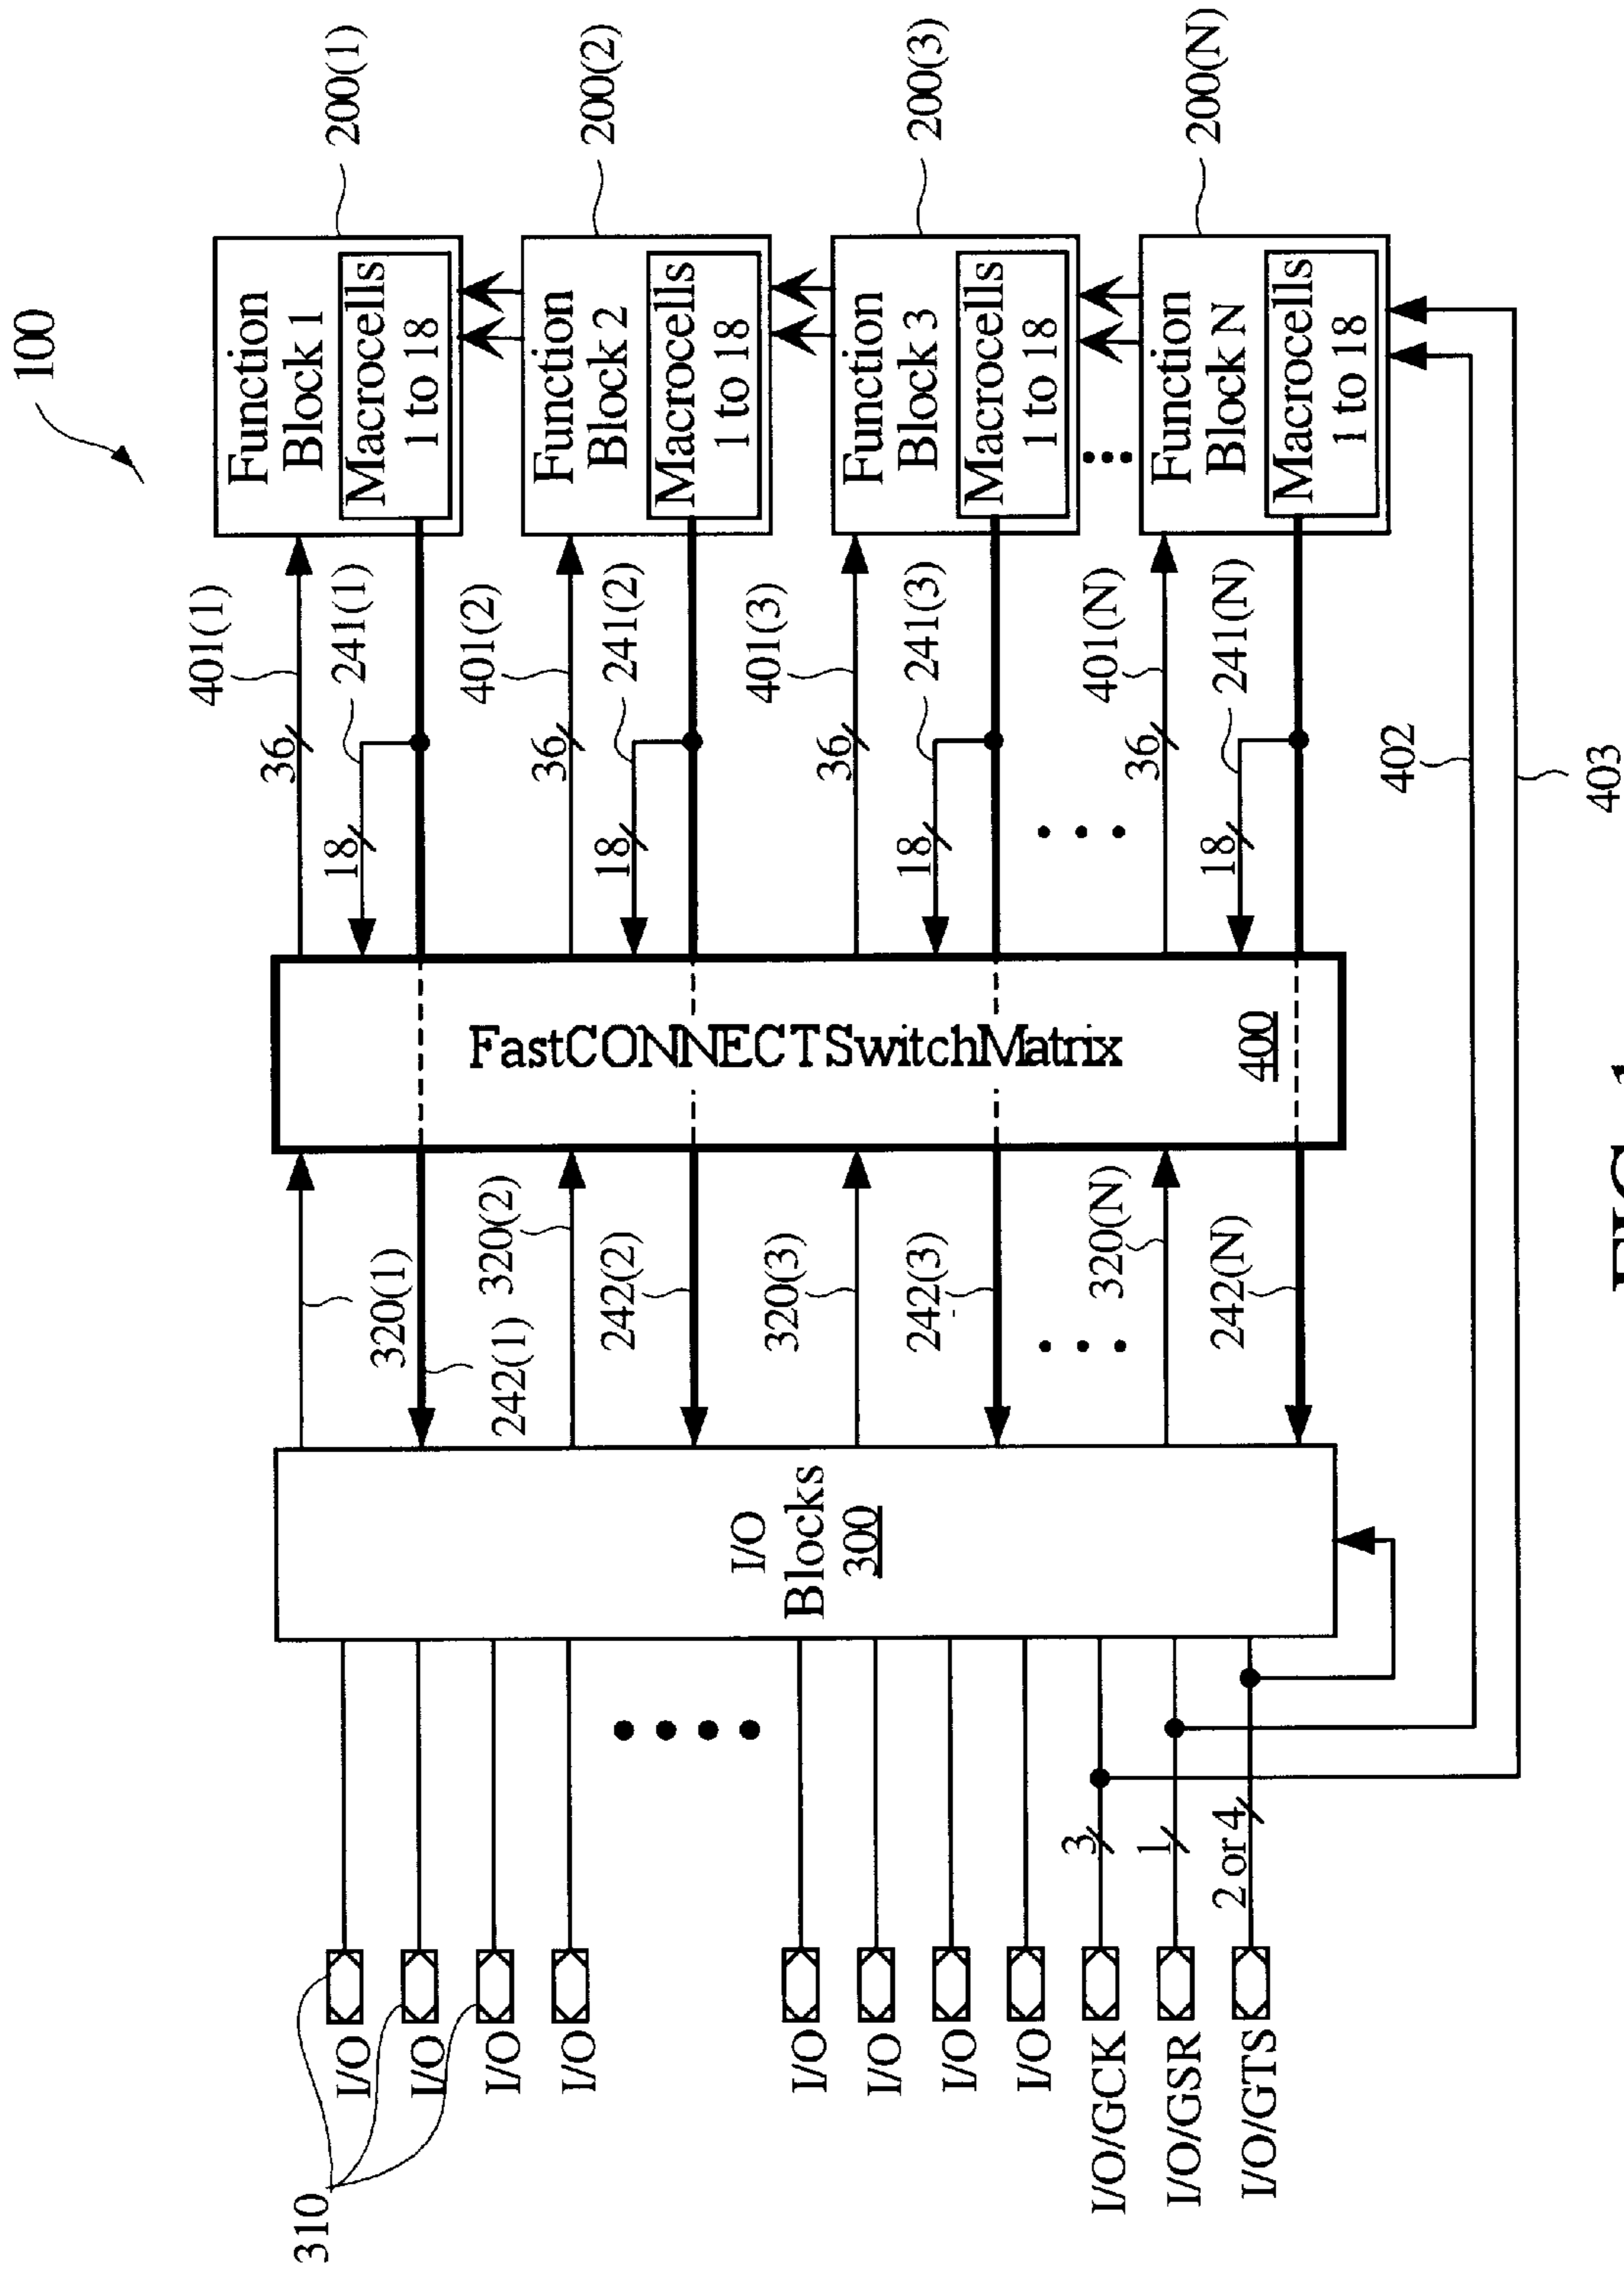 100
Function
Block 1
Macrocells
1 to 18
200(1)
Function
Block 2
Macrocells
1 to 18
200(2)
Function
Block 3
Macrocells
1 to 18
200(3)
Function
Block N
Macrocells
1 to 18
200(N)
401(1)
36
241(1)
18
401(2)
36
241(2)
18
401(3)
36
241(3)
18
401(N)
36
241(N)
18
402
403
FastCONNECTSwitchMatrix
400
320(1)
242(1)
320(2)
242(2)
320(3)
242(3)
320(N)
242(N)
I/O
Blocks
300
310
I/O
I/O
I/O
I/O
I/O
I/O
I/O
I/O
I/O/GCK
3
I/O/GSR
1
I/O/GTS
2 or 4